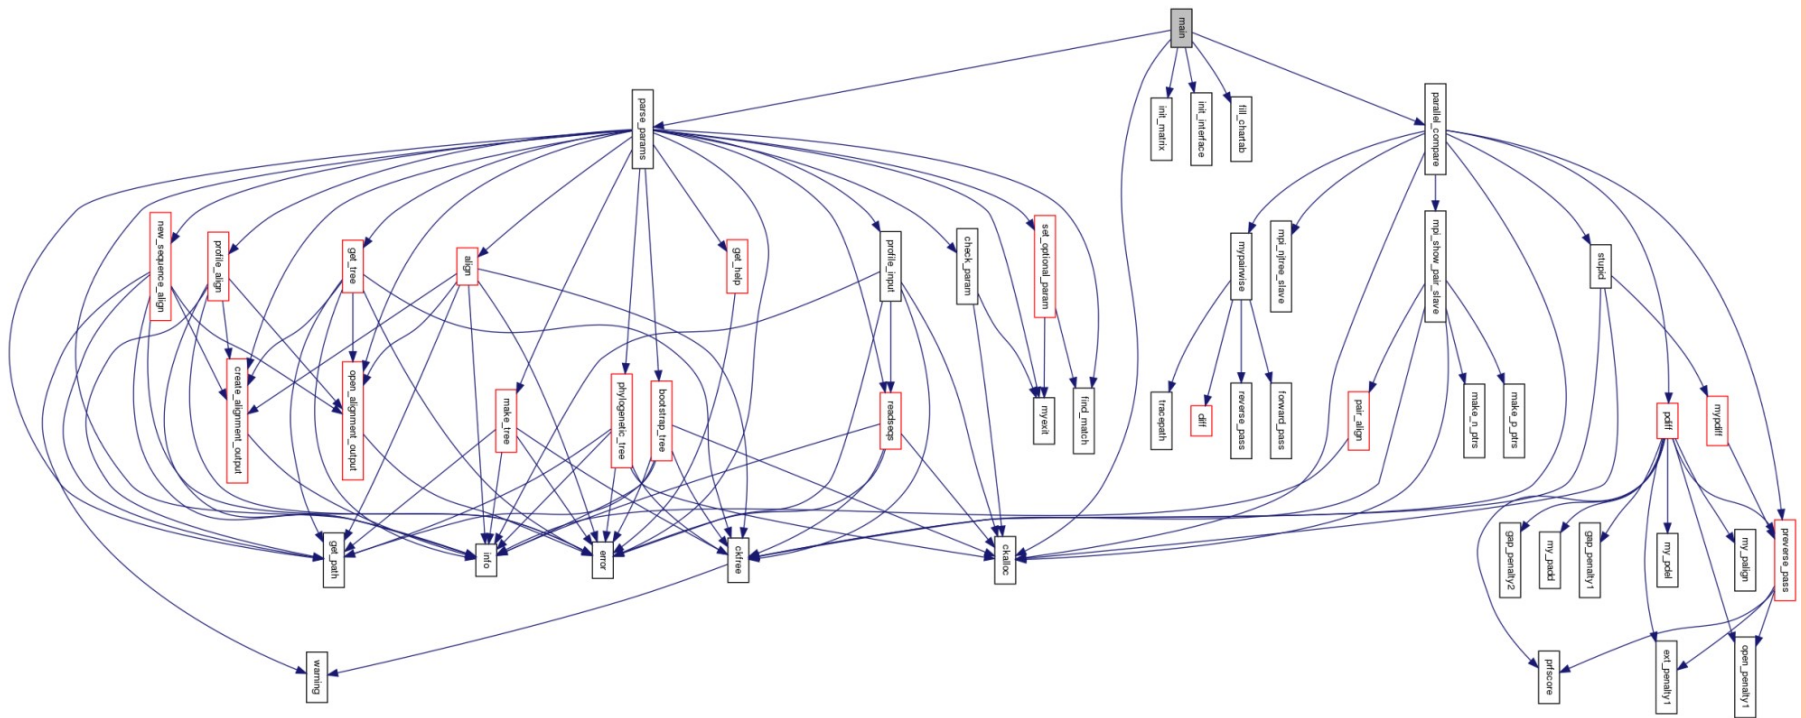 main
parse_params
init_matrix
init_interface
fill_chartab
parallel_compare
new_sequence_align
profile_align
get_tree
align
get_help
profile_input
check_param
set_optional_param
mypairwise
mpi_njtree_slave
mpi_show_pair_slave
stupid
create_alignment_output
open_alignment_output
make_tree
phylogenetic_tree
bootstrap_tree
readseqs
myexit
find_match
tracepath
diff
reverse_pass
forward_pass
pair_align
make_n_ptrs
make_p_ptrs
pdiff
mypdiff
get_path
info
error
ckfree
ckalloc
gap_penalty2
my_padd
gap_penalty1
my_pdel
my_palign
preverse_pass
warning
prfscore
ext_penalty1
open_penalty1